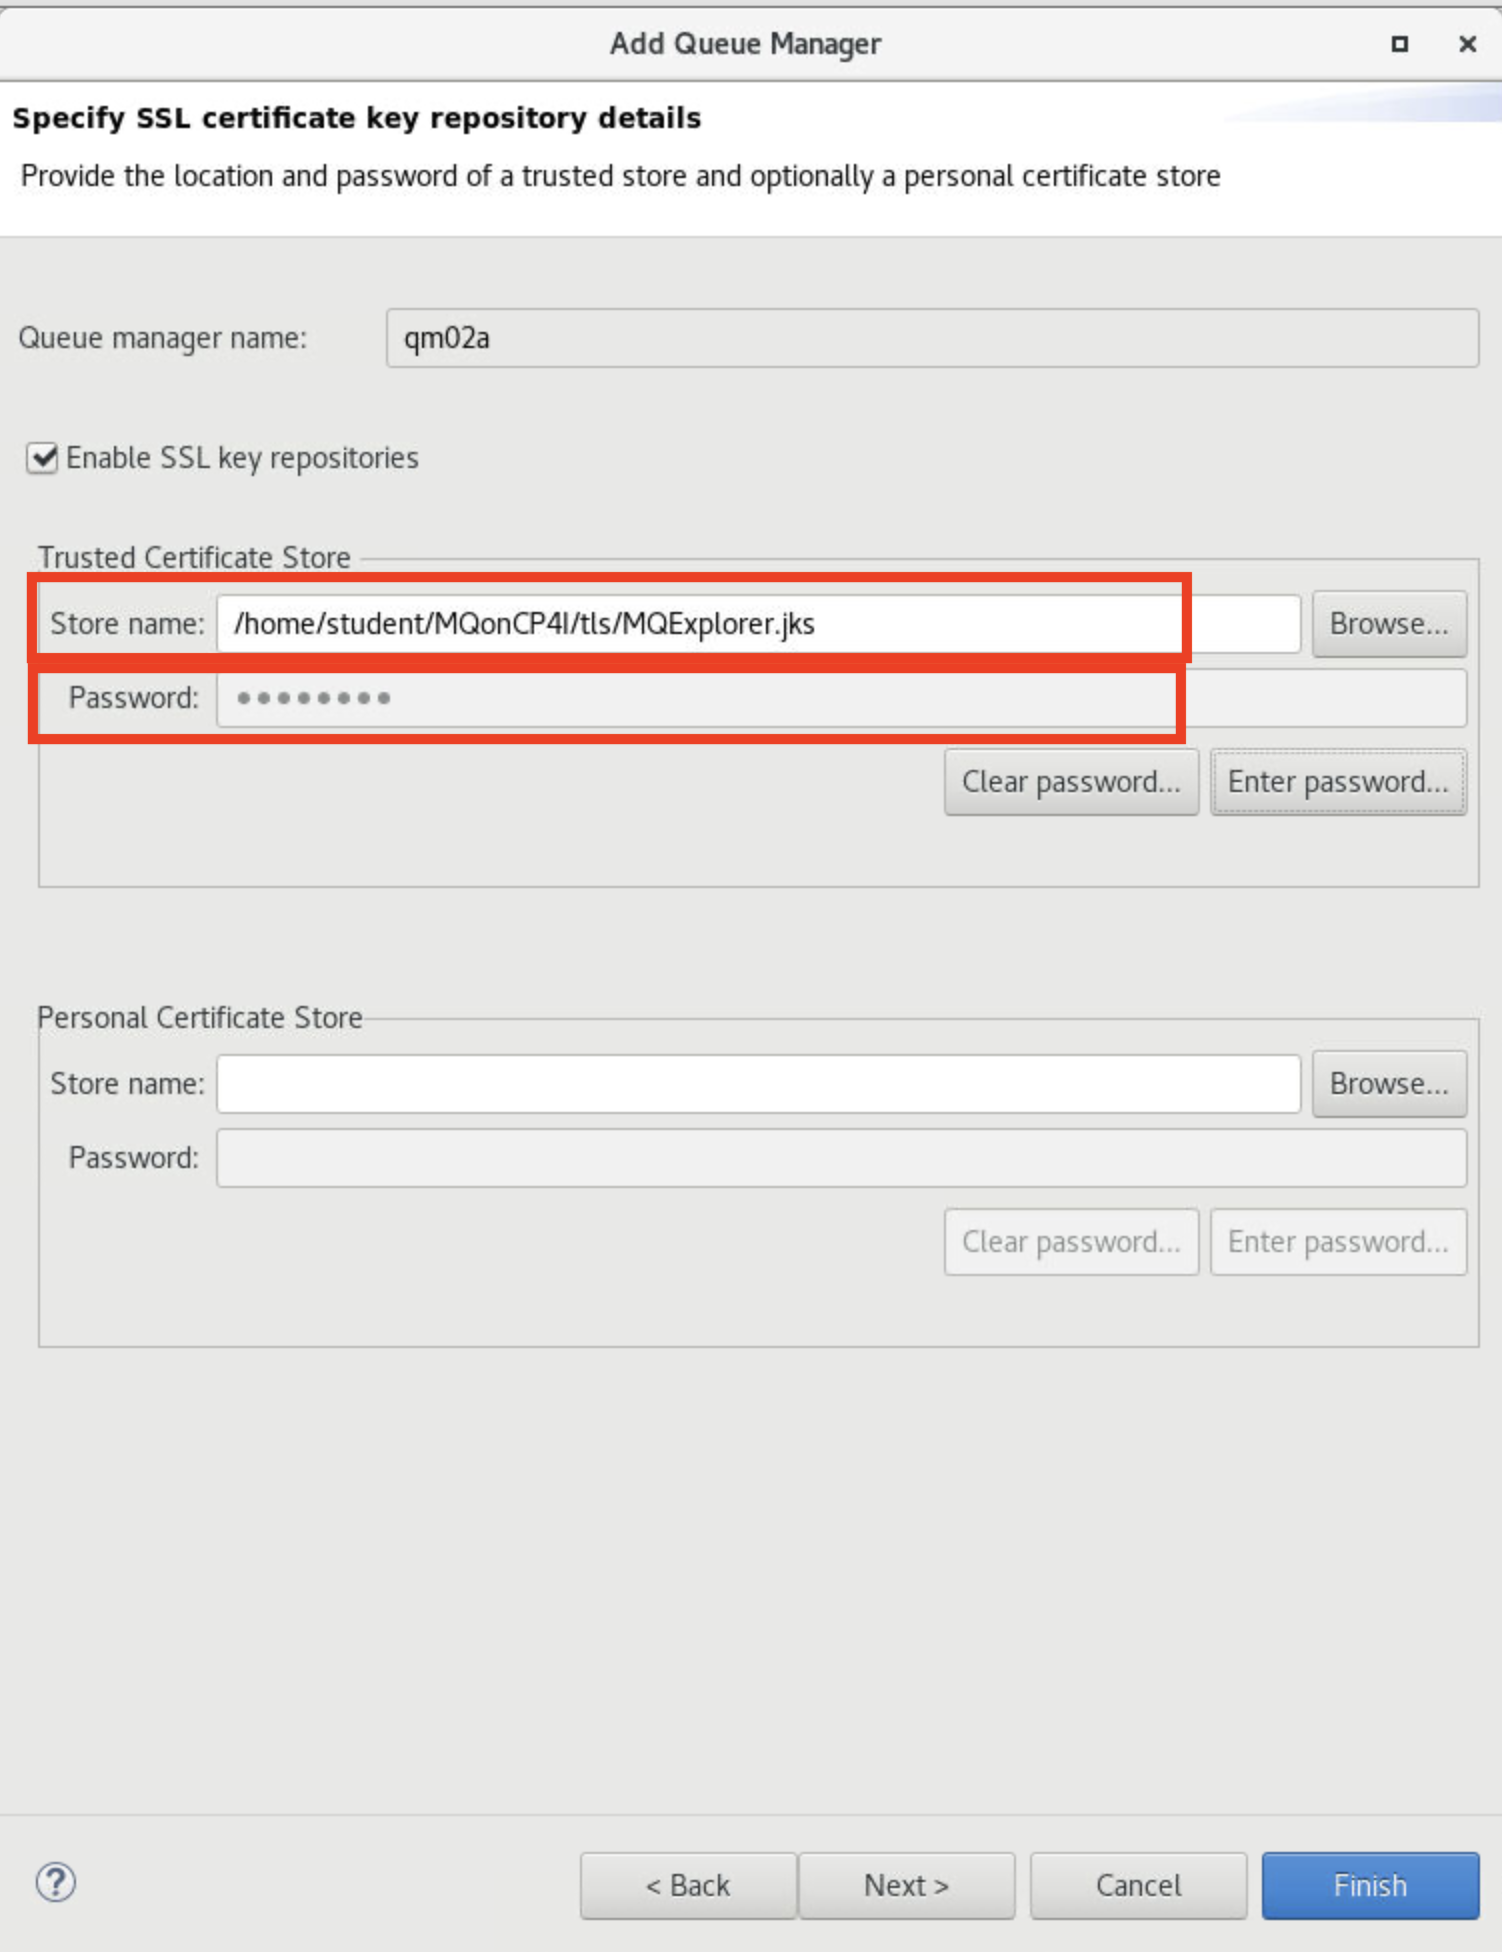 Add Queue Manager
Specify SSL certificate key repository details
Provide the location and password of a trusted store and optionally a personal certificate store
Queue manager name: qm02a
Enable SSL key repositories
Trusted Certificate Store
Store name: /home/student/MQonCP4I/tls/MQExplorer.jks Browse...
Password: ●●●●●●●●
Clear password... Enter password...
Personal Certificate Store
Store name: Browse...
Password:
Clear password... Enter password...
? < Back Next > Cancel Finish